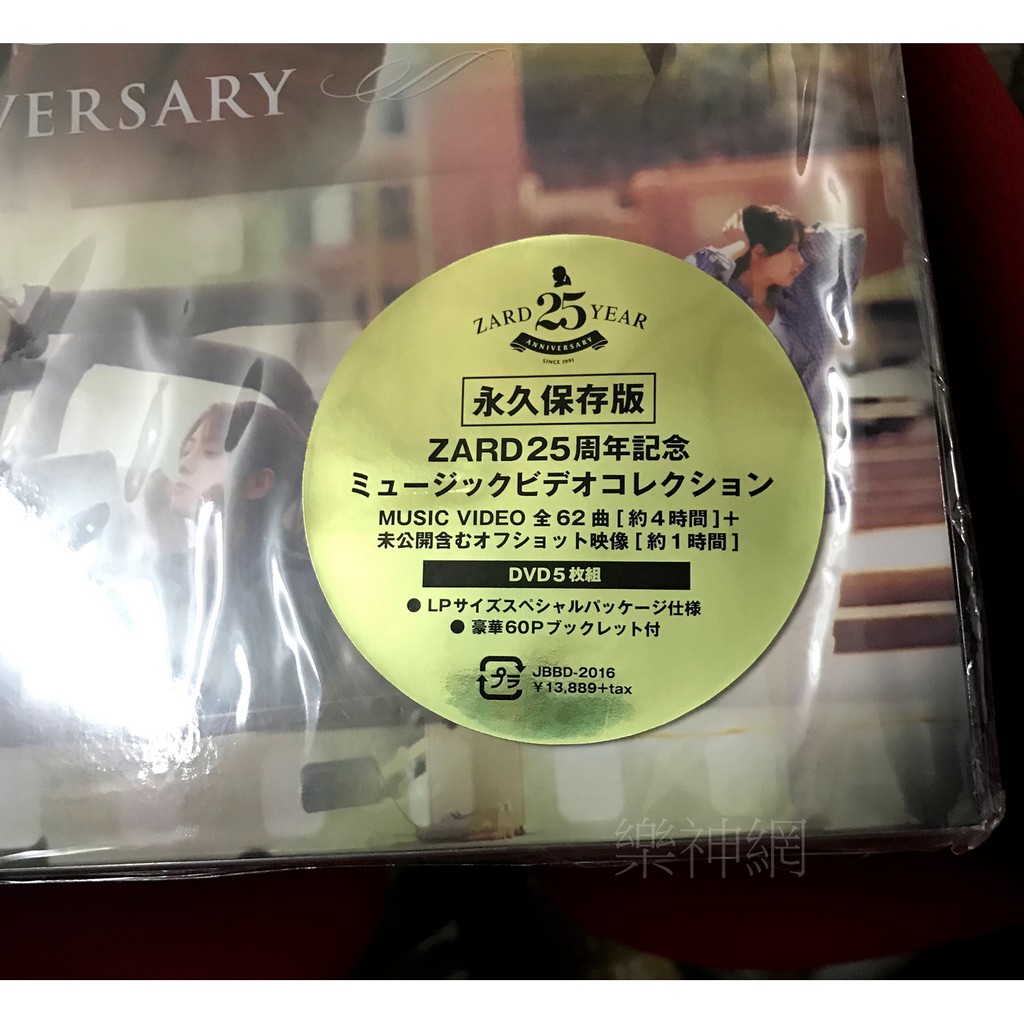 VERSARY
ZARD 25 YEAR
ANNIVERSARY
SINCE 1991
永久保存版
ZARD25周年記念
ミュージックビデオコレクション
MUSIC VIDEO 全62曲[約4時間]+
未公開含むオフショット映像[約1時間]
DVD5枚組
● LPサイズスペシャルパッケージ仕様
● 豪華60Pブックレット付
プラ
JBBD-2016
¥13,889+tax
樂神網